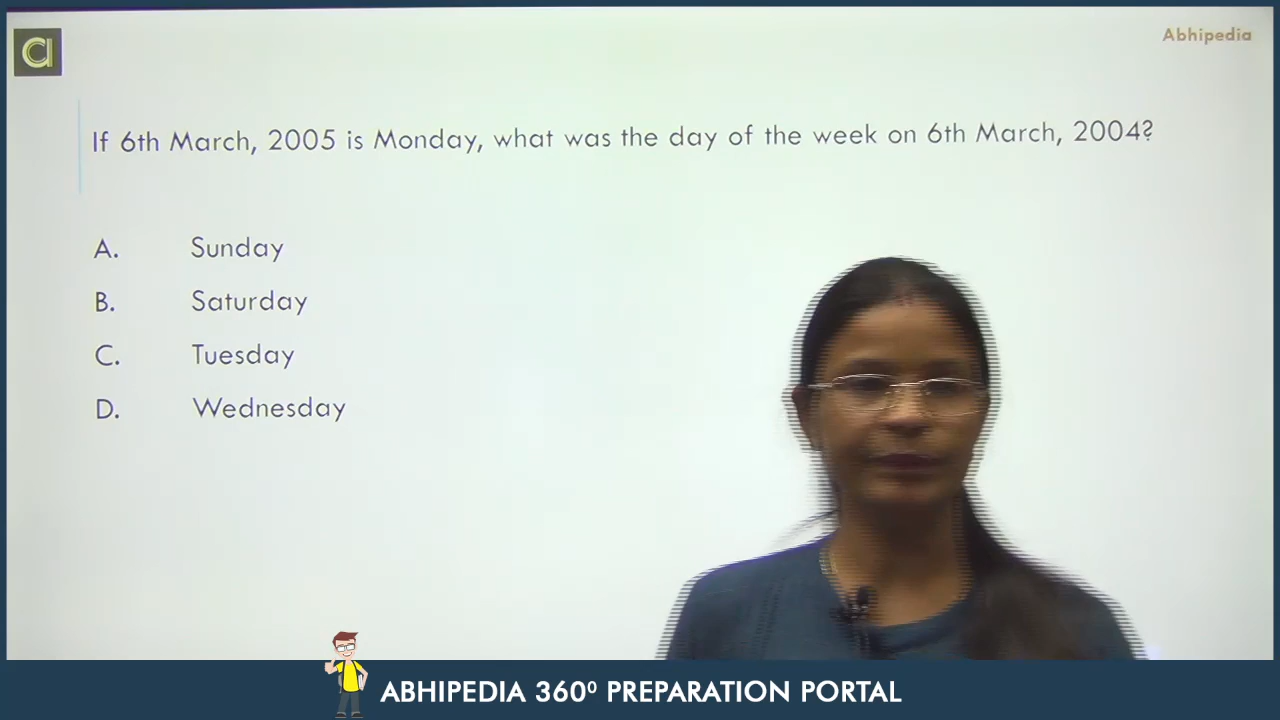 Abhipedia
If 6th March, 2005 is Monday, what was the day of the week on 6th March, 2004?
A. Sunday
B. Saturday
C. Tuesday
D. Wednesday
ABHIPEDIA 360⁰ PREPARATION PORTAL